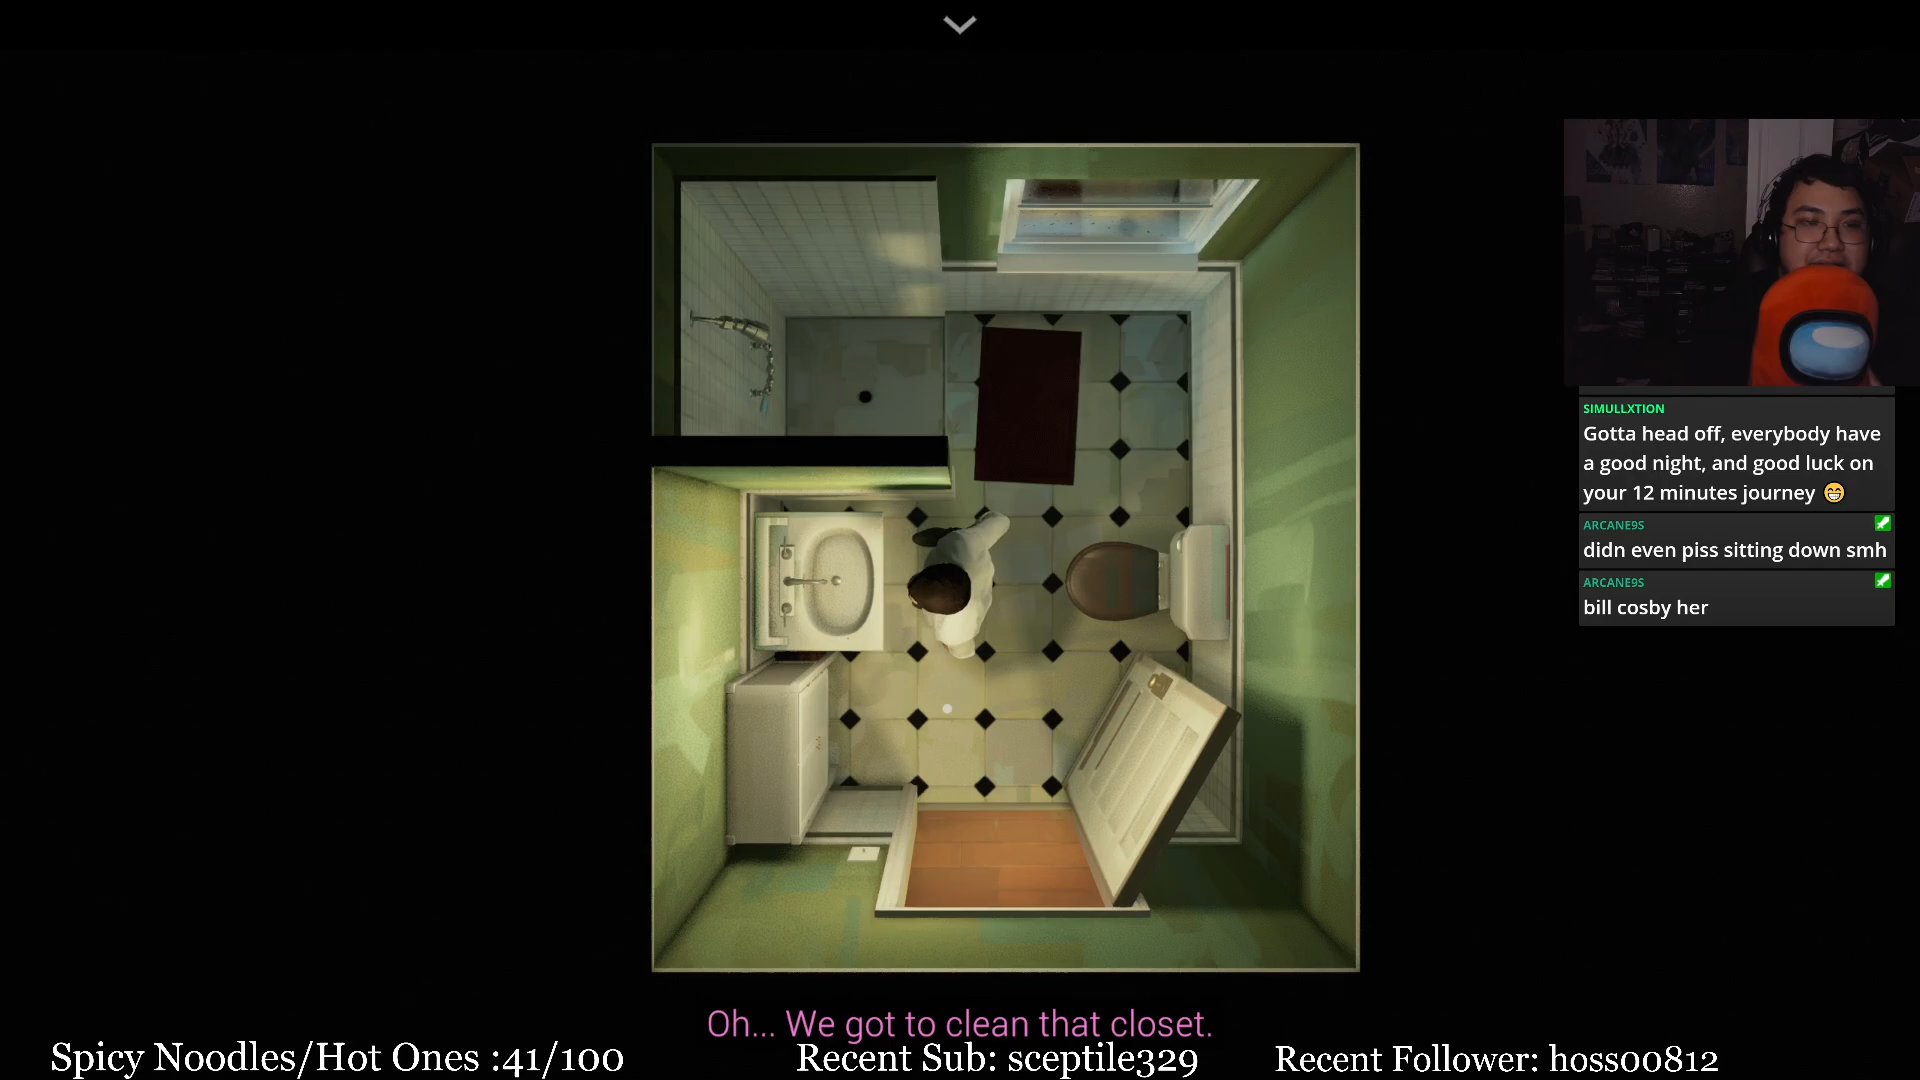 SIMULLXTION
Gotta head off, everybody have
a good night, and good luck on
your 12 minutes journey 😁
ARCANE9S
didn even piss sitting down smh
ARCANE9S
bill cosby her
Oh... We got to clean that closet.
Spicy Noodles/Hot Ones :41/100
Recent Sub: sceptile329
Recent Follower: hoss00812